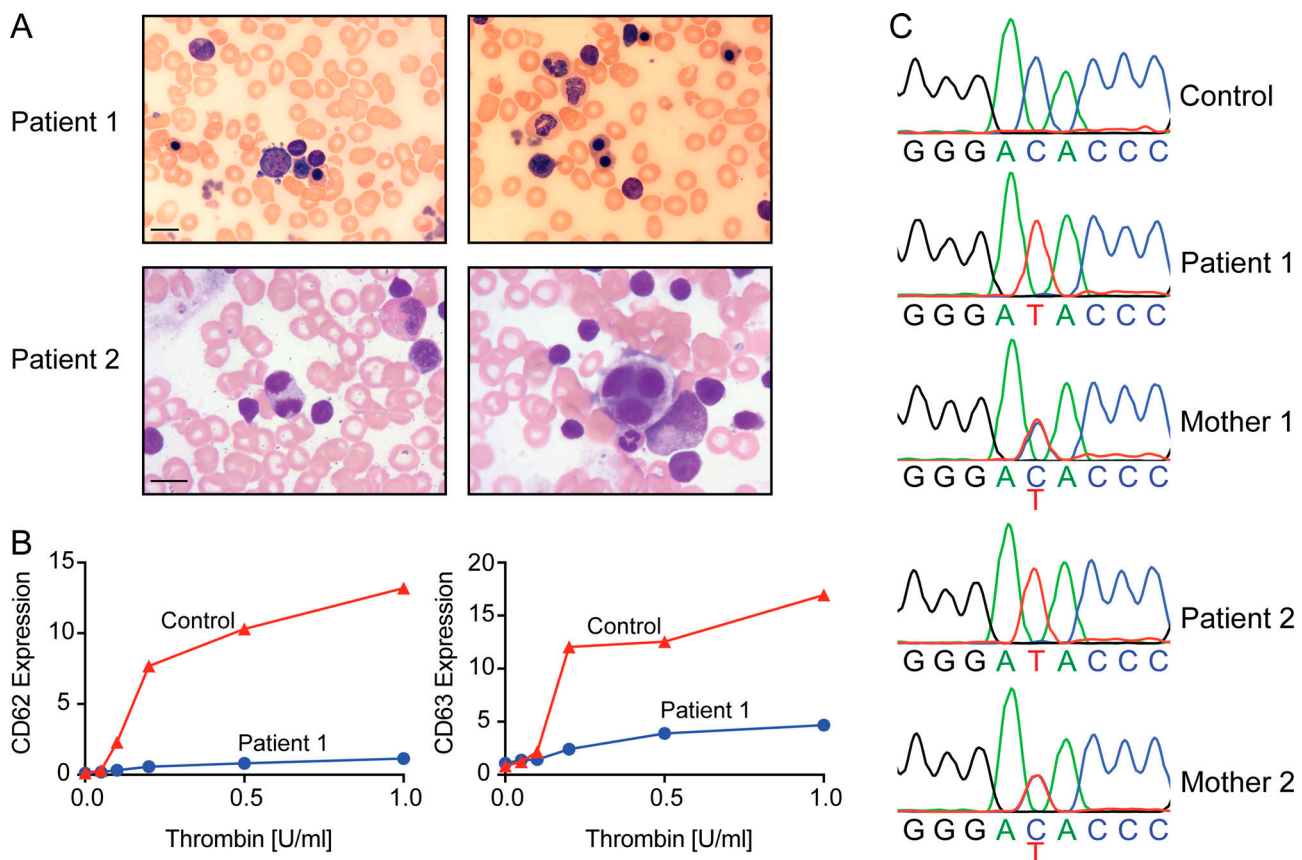 A
Patient 1
Patient 2
B
CD62 Expression
15
10
5
0
Control
Patient 1
0.0
0.5
1.0
Thrombin [U/ml]
CD63 Expression
20
15
10
5
0
Control
Patient 1
0.0
0.5
1.0
Thrombin [U/ml]
C
Control
G G G A C A C C C
Patient 1
G G G A T A C C C
Mother 1
G G G A C A C C C
T
Patient 2
G G G A T A C C C
Mother 2
G G G A C A C C C
T